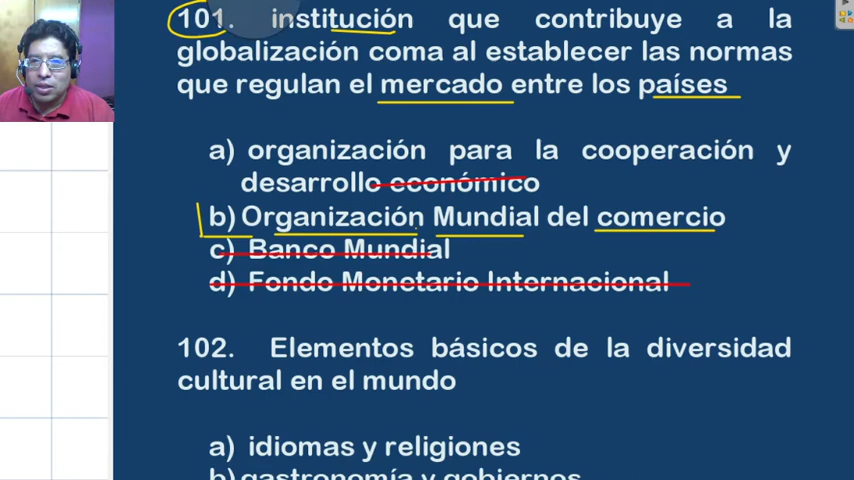 101. institución que contribuye a la
globalización coma al establecer las normas
que regulan el mercado entre los países
a) organización para la cooperación y
desarrollo económico
b) Organización Mundial del comercio
c) Banco Mundial
d) Fondo Monetario Internacional
102. Elementos básicos de la diversidad
cultural en el mundo
a) idiomas y religiones
b) gastronomía y gobiernos